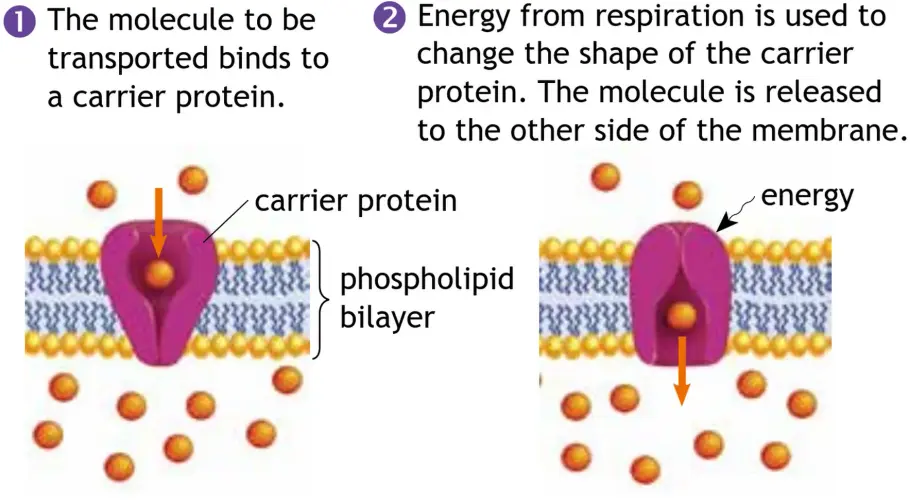 1 The molecule to be
transported binds to
a carrier protein.
2 Energy from respiration is used to
change the shape of the carrier
protein. The molecule is released
to the other side of the membrane.
carrier protein
phospholipid
bilayer
energy